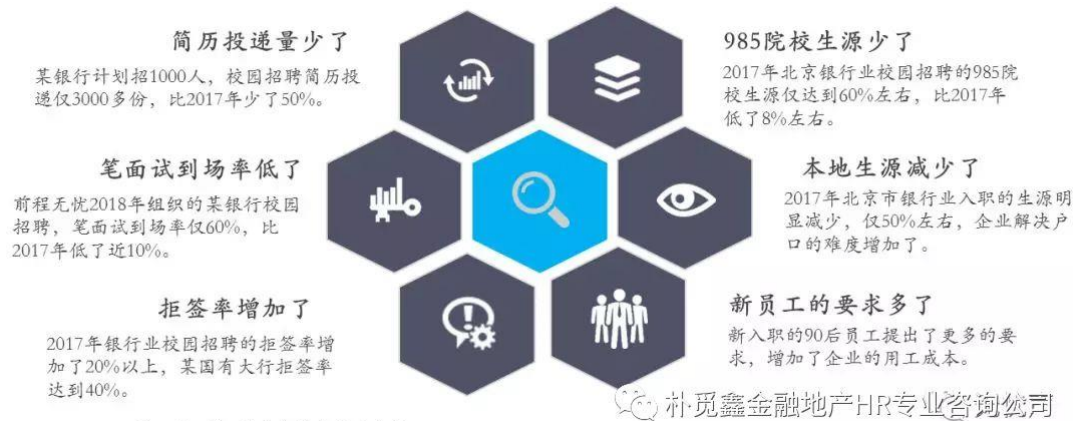 简历投递量少了
某银行计划招1000人，校园招聘简历投
递仅3000多份，比2017年少了50%。
985院校生源少了
2017年北京银行业校园招聘的985院
校生源仅达到60%左右，比2017年
低了8%左右。
笔面试到场率低了
前程无忧2018年组织的某银行校园
招聘，笔面试到场率仅60%，比
2017年低了近10%。
本地生源减少了
2017年北京市银行业入职的生源明
显减少，仅50%左右，企业解决户
口的难度增加了。
拒签率增加了
2017年银行业校园招聘的拒签率增
加了20%以上，某国有大行拒签率
达到40%。
新员工的要求多了
新入职的90后员工提出了更多的要
求，增加了企业的用工成本。
朴觅鑫金融地产HR专业咨询公司